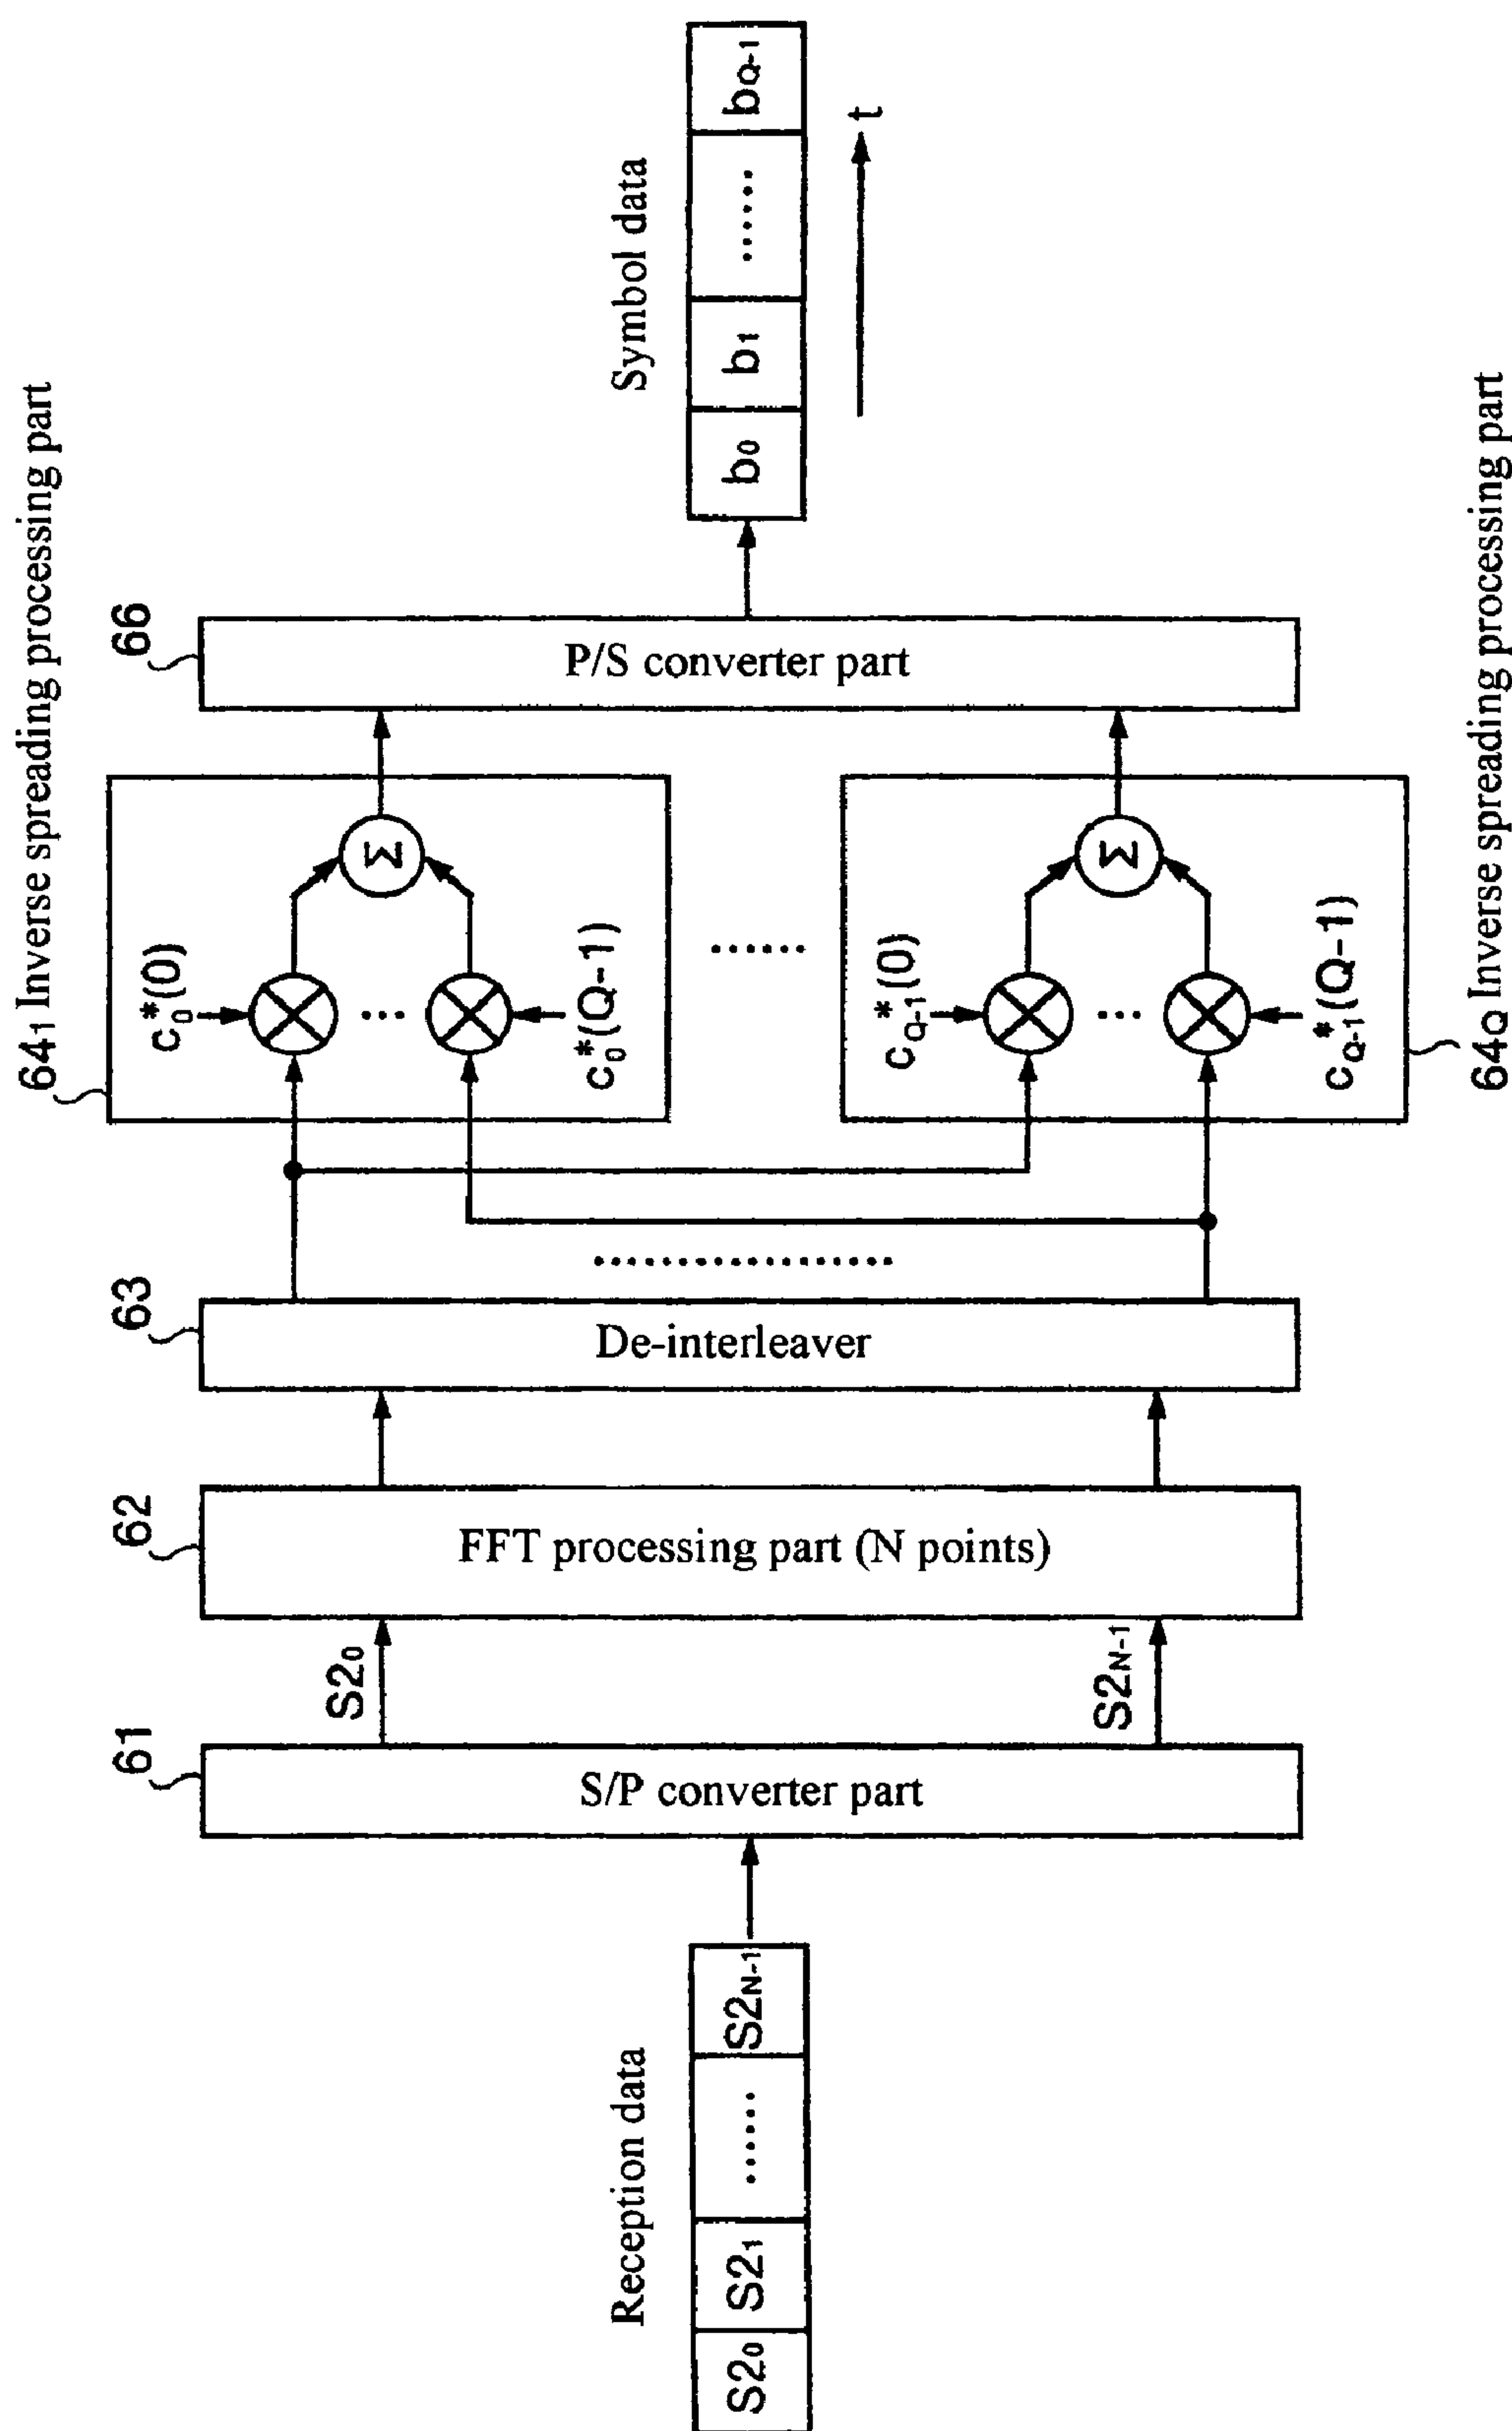 Reception data
S2₀ S2₁ ...... S2N-1
61
S/P converter part
S2₀
S2N-1
62
FFT processing part (N points)
63
De-interleaver
..................
64₁ Inverse spreading processing part
c₀*(0)
...
c₀*(Q-1)
Σ
......
cQ-1*(0)
...
cQ-1*(Q-1)
Σ
64Q Inverse spreading processing part
66
P/S converter part
Symbol data
b₀ b₁ ...... bQ-1
t